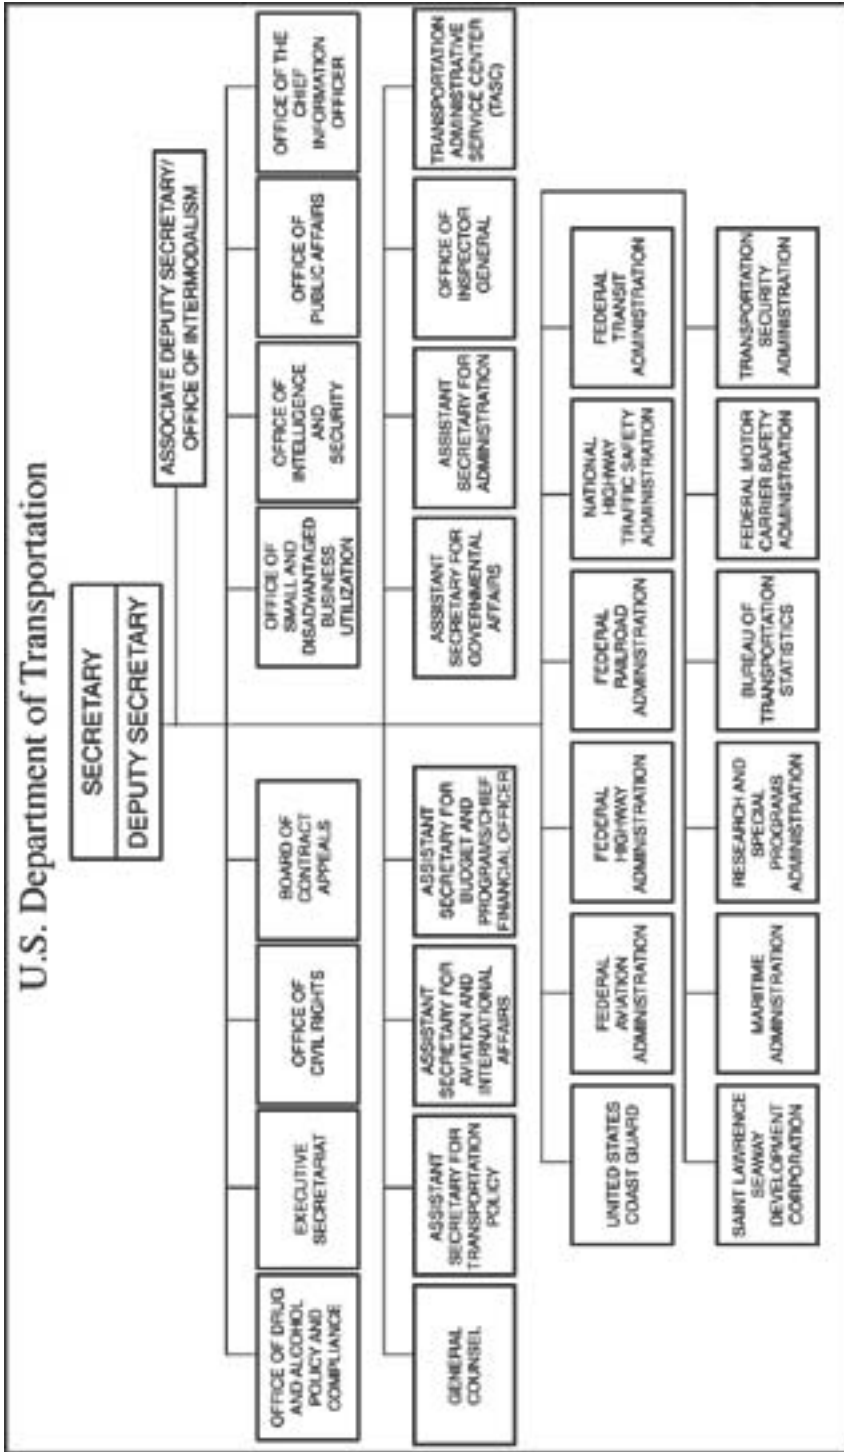 U.S. Department of Transportation
SECRETARY
DEPUTY SECRETARY
ASSOCIATE DEPUTY SECRETARY/
OFFICE OF INTERMODALISM
OFFICE OF DRUG
AND ALCOHOL
POLICY AND
COMPLIANCE
EXECUTIVE
SECRETARIAT
OFFICE OF
CIVIL RIGHTS
BOARD OF
CONTRACT
APPEALS
OFFICE OF
SMALL AND
DISADVANTAGED
BUSINESS
UTILIZATION
OFFICE OF
INTELLIGENCE
AND
SECURITY
OFFICE OF
PUBLIC AFFAIRS
OFFICE OF THE
CHIEF
INFORMATION
OFFICER
GENERAL
COUNSEL
ASSISTANT
SECRETARY FOR
TRANSPORTATION
POLICY
ASSISTANT
SECRETARY FOR
AVIATION AND
INTERNATIONAL
AFFAIRS
ASSISTANT
SECRETARY FOR
BUDGET AND
PROGRAMS/CHIEF
FINANCIAL OFFICER
ASSISTANT
SECRETARY FOR
GOVERNMENTAL
AFFAIRS
ASSISTANT
SECRETARY FOR
ADMINISTRATION
OFFICE OF
INSPECTOR
GENERAL
TRANSPORTATION
ADMINISTRATIVE
SERVICE CENTER
(TASC)
UNITED STATES
COAST GUARD
FEDERAL
AVIATION
ADMINISTRATION
FEDERAL
HIGHWAY
ADMINISTRATION
FEDERAL
RAILROAD
ADMINISTRATION
NATIONAL
HIGHWAY
TRAFFIC SAFETY
ADMINISTRATION
FEDERAL
TRANSIT
ADMINISTRATION
SAINT LAWRENCE
SEAWAY
DEVELOPMENT
CORPORATION
MARITIME
ADMINISTRATION
RESEARCH AND
SPECIAL
PROGRAMS
ADMINISTRATION
BUREAU OF
TRANSPORTATION
STATISTICS
FEDERAL MOTOR
CARRIER SAFETY
ADMINISTRATION
TRANSPORTATION
SECURITY
ADMINISTRATION